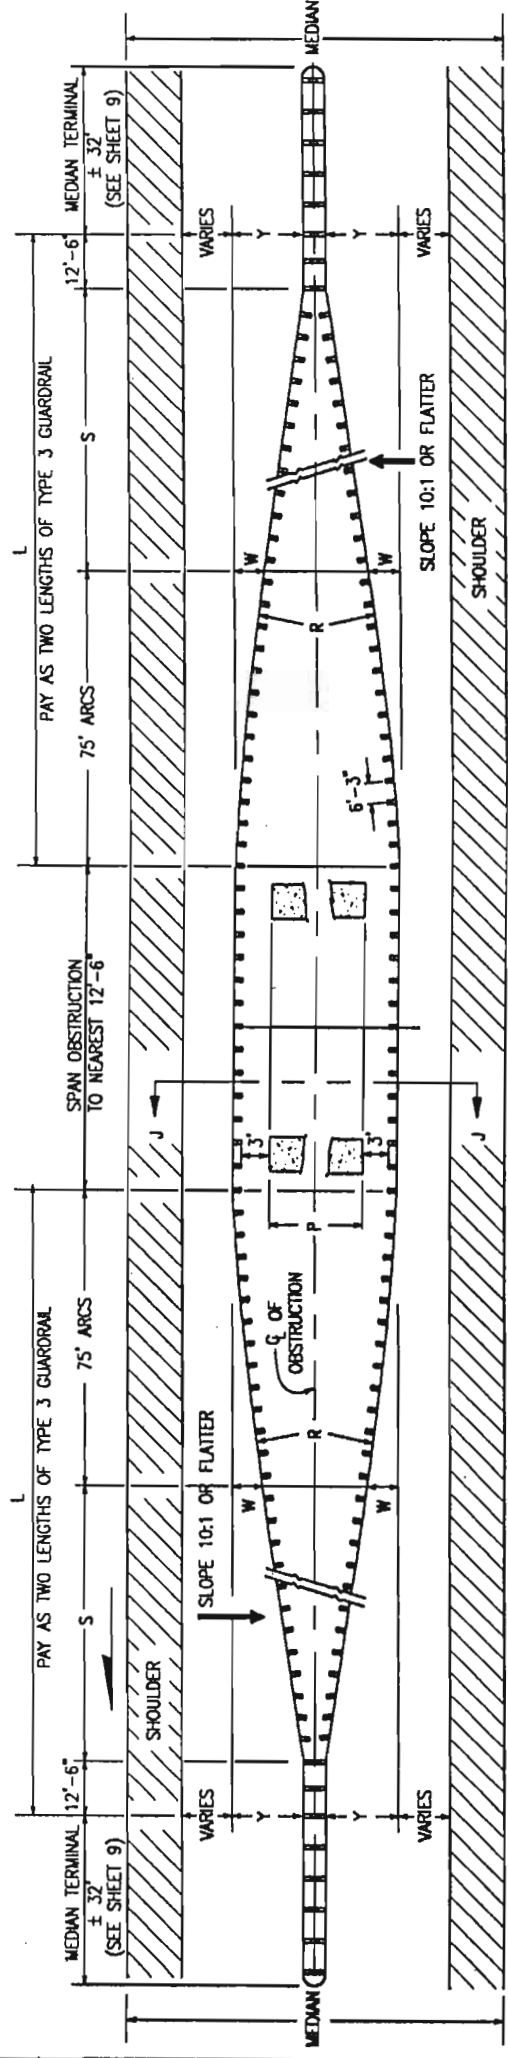 L
PAY AS TWO LENGTHS OF TYPE 3 GUARDRAIL
MEDIAN TERMINAL
± 32'
(SEE SHEET 9)
12'-6"
S
75' ARCS
SPAN OBSTRUCTION
TO NEAREST 12'-6"
L
PAY AS TWO LENGTHS OF TYPE 3 GUARDRAIL
75' ARCS
S
12'-6"
MEDIAN TERMINAL
± 32'
(SEE SHEET 9)
SHOULDER
SLOPE 10:1 OR FLATTER
J
VARIES
Y
W
VARIES
Y
W
MEDIAN
R
℄ OF
OBSTRUCTION
P
3'
3'
R
MEDIAN
Y
VARIES
W
6'-3"
W
Y
VARIES
J
SLOPE 10:1 OR FLATTER
SHOULDER